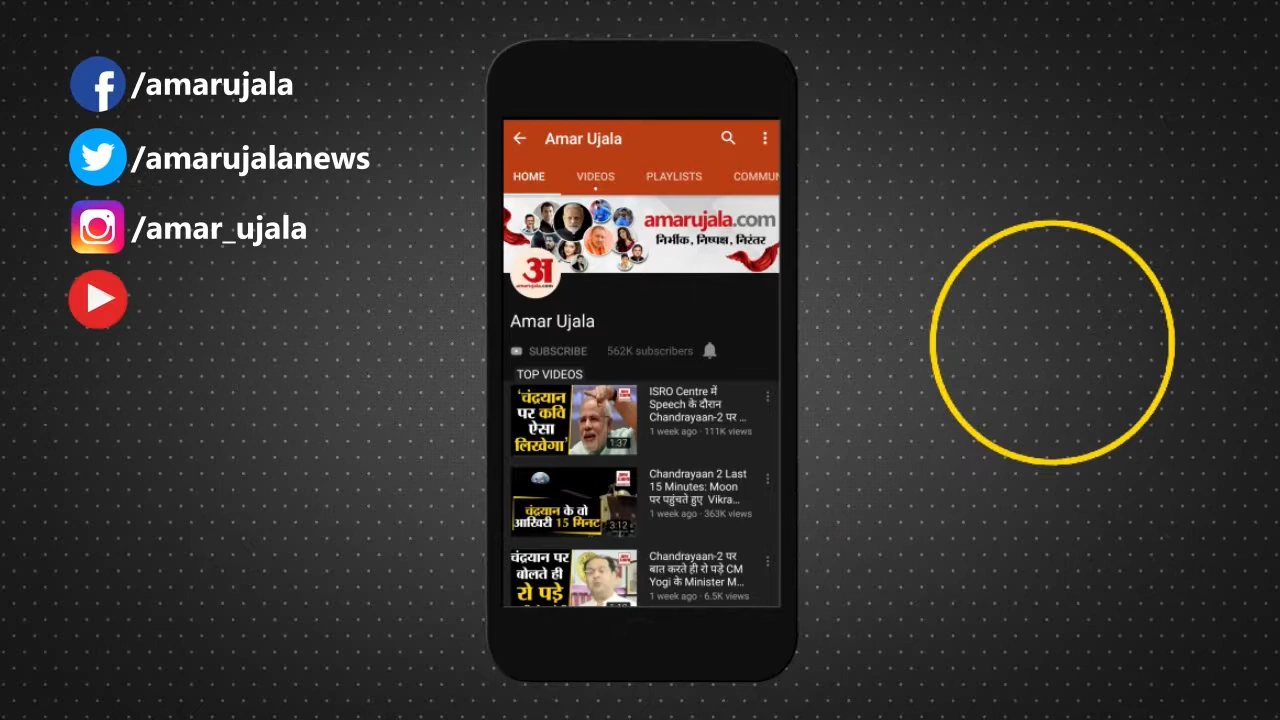 /amarujala
/amarujalanews
/amar_ujala
Amar Ujala
HOME VIDEOS PLAYLISTS COMMUN
amarujala.com
निर्भीक, निष्पक्ष, निरंतर
अ
amarujala.com
Amar Ujala
SUBSCRIBE 562K subscribers
TOP VIDEOS
'चंद्रयान
पर कवि
ऐसा
लिखेगा'
1:37
ISRO Centre में
Speech के दौरान
Chandrayaan-2 पर ...
1 week ago · 111K views
चंद्रयान के वो
आखिरी 15 मिनट
3:12
Chandrayaan 2 Last
15 Minutes: Moon
पर पहुंचते हुए Vikra...
1 week ago · 363K views
चंद्रयान पर
बोलते ही
रो पड़े
Chandrayaan-2 पर
बात करते ही रो पड़े CM
Yogi के Minister M...
1 week ago · 6.5K views